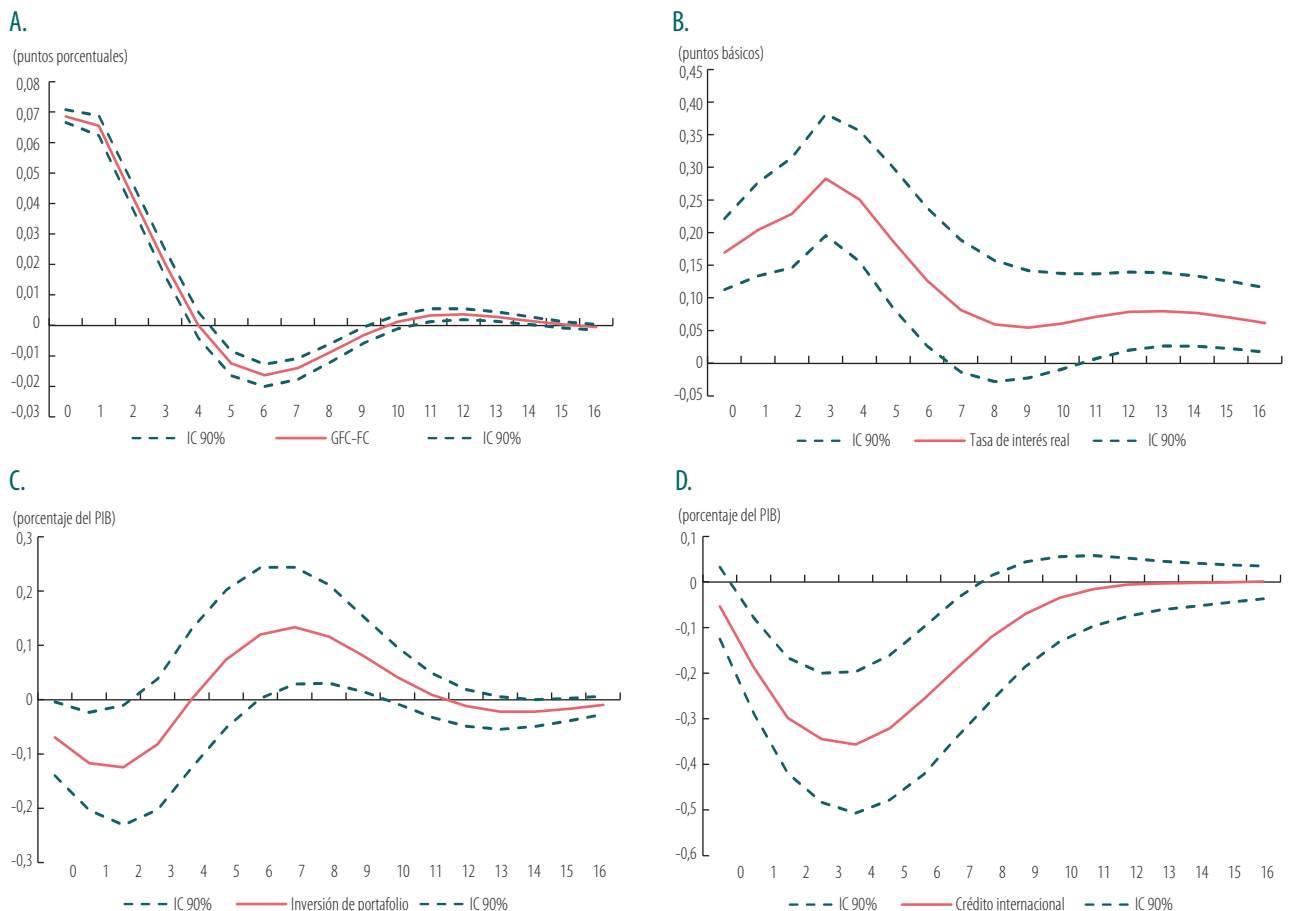 A.
(puntos porcentuales)
0,08
0,07
0,06
0,05
0,04
0,03
0,02
0,01
0
-0,01
-0,02
-0,03
0 1 2 3 4 5 6 7 8 9 10 11 12 13 14 15 16
IC 90% GFC-FC IC 90%
B.
(puntos básicos)
0,45
0,40
0,35
0,30
0,25
0,20
0,15
0,10
0,05
0
-0,05
0 1 2 3 4 5 6 7 8 9 10 11 12 13 14 15 16
IC 90% Tasa de interés real IC 90%
C.
(porcentaje del PIB)
0,3
0,2
0,1
0
-0,1
-0,2
-0,3
0 1 2 3 4 5 6 7 8 9 10 11 12 13 14 15 16
IC 90% Inversión de portafolio IC 90%
D.
(porcentaje del PIB)
0,1
0
-0,1
-0,2
-0,3
-0,4
-0,5
-0,6
0 1 2 3 4 5 6 7 8 9 10 11 12 13 14 15 16
IC 90% Crédito internacional IC 90%